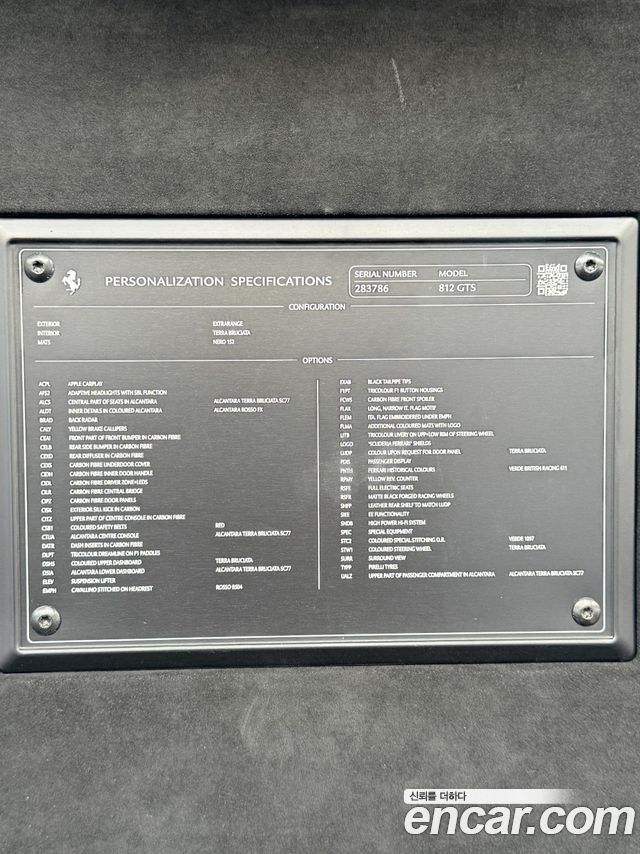 PERSONALIZATION SPECIFICATIONS
SERIAL NUMBER MODEL
283786 812 GTS
CONFIGURATION
EXTERIOR EXTRARANGE
INTERIOR TERRA BRUCIATA
MATS NERO 152
OPTIONS
ACPL APPLE CARPLAY
AFS2 ADAPTIVE HEADLIGHTS WITH SBL FUNCTION
ALCS CENTRAL PART OF SEATS IN ALCANTARA ALCANTARA TERRA BRUCIATA SC77
ALDT INNER DETAILS IN COLOURED ALCANTARA ALCANTARA ROSSO FX
BRAD BACK RADAR
CALY YELLOW BRAKE CALLIPERS
CEA1 FRONT PART OF FRONT BUMPER IN CARBON FIBRE
CELB REAR SIDE BUMPER IN CARBON FIBRE
CEXD REAR DIFFUSER IN CARBON FIBRE
CEXS CARBON FIBRE UNDERDOOR COVER
CIDH CARBON FIBRE INNER DOOR HANDLE
CIDL CARBON FIBRE DRIVER ZONE+LEDS
CILR CARBON FIBRE CENTRAL BRIDGE
CIPZ CARBON FIBRE DOOR PANELS
CISK EXTERIOR SILL KICK IN CARBON
CITZ UPPER PART OF CENTRE CONSOLE IN CARBON FIBRE
CSB1 COLOURED SAFETY BELTS RED
CTUA ALCANTARA CENTRE CONSOLE ALCANTARA TERRA BRUCIATA SC77
DATR DASH INSERTS IN CARBON FIBRE
DLPT TRICOLOUR DREAMLINE ON F1 PADDLES
DSH5 COLOURED UPPER DASHBOARD TERRA BRUCIATA
DSIA ALCANTARA LOWER DASHBOARD ALCANTARA TERRA BRUCIATA SC77
ELEV SUSPENSION LIFTER
EMPH CAVALLINO STITCHED ON HEADREST ROSSO 8504
EXAB BLACK TAILPIPE TIPS
F1PT TRICOLOUR F1 BUTTON HOUSINGS
FCWS CARBON FIBRE FRONT SPOILER
FLAX LONG, NARROW IT. FLAG MOTIF
FLEM ITA. FLAG EMBROIDERED UNDER EMPH
FLMA ADDITIONAL COLOURED MATS WITH LOGO
LITB TRICOLOUR LIVERY ON UPP+LOW RIM OF STEERING WHEEL
LOGO "SCUDERIA FERRARI" SHIELDS
LUDP COLOUR UPON REQUEST FOR DOOR PANEL TERRA BRUCIATA
PDIS PASSENGER DISPLAY
PNTH FERRARI HISTORICAL COLOURS VERDE BRITISH RACING 611
RPMY YELLOW REV. COUNTER
RSFE FULL ELECTRIC SEATS
RSFR MATTE BLACK FORGED RACING WHEELS
SHFP LEATHER REAR SHELF TO MATCH LUDP
SIEE EE FUNCTIONALITY
SNDB HIGH POWER HI-FI SYSTEM
SPEC SPECIAL EQUIPMENT
STC2 COLOURED SPECIAL STITCHING O.R. VERDE 1097
STW1 COLOURED STEERING WHEEL TERRA BRUCIATA
SURR SURROUND VIEW
TYPP PIRELLI TYRES
UALZ UPPER PART OF PASSENGER COMPARTMENT IN ALCANTARA ALCANTARA TERRA BRUCIATA SC77
신뢰를 더하다
encar.com